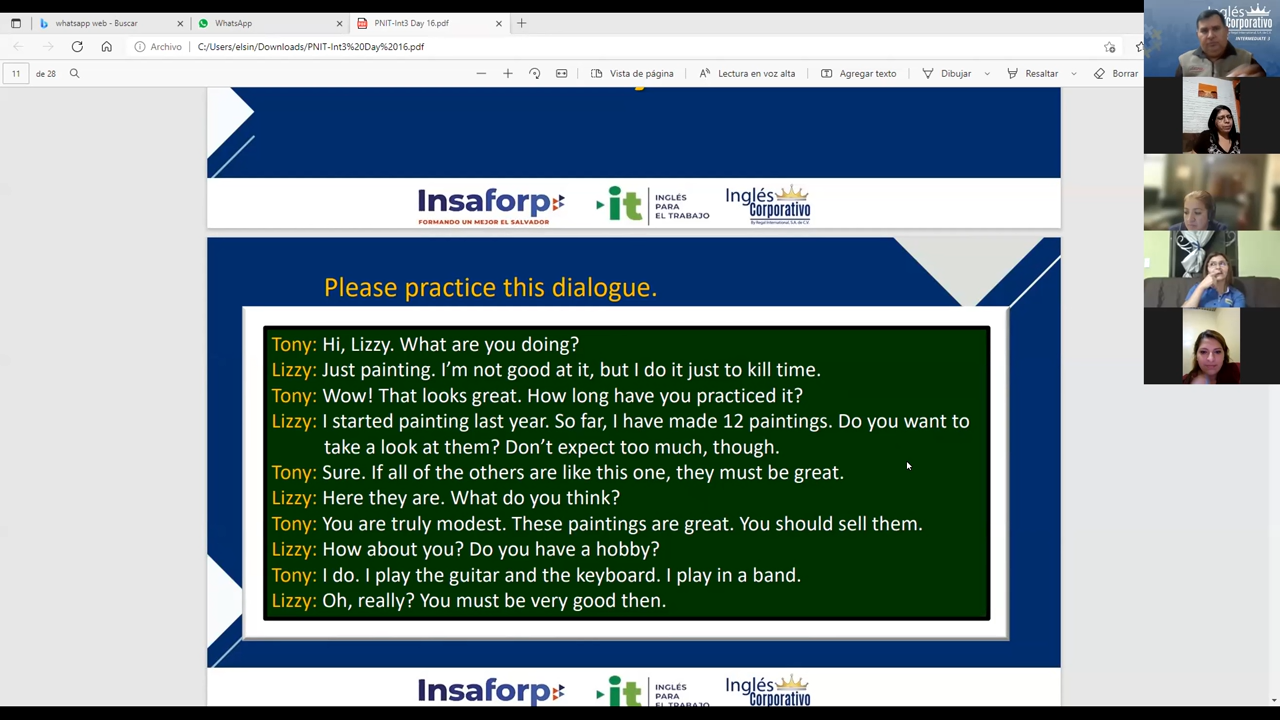 whatsapp web - Buscar
WhatsApp
PNIT-Int3 Day 16.pdf
Archivo
C:/Users/elsin/Downloads/PNIT-Int3%20Day%2016.pdf
11 de 28
Vista de página
Lectura en voz alta
Agregar texto
Dibujar
Resaltar
Borrar
Inglés
Corporativo
INTERMEDIATE 3
Insaforp
FORMANDO UN MEJOR EL SALVADOR
it
INGLÉS
PARA
EL TRABAJO
Inglés
Corporativo
By Regal International, S.A. de C.V.
Please practice this dialogue.
Tony: Hi, Lizzy. What are you doing?
Lizzy: Just painting. I’m not good at it, but I do it just to kill time.
Tony: Wow! That looks great. How long have you practiced it?
Lizzy: I started painting last year. So far, I have made 12 paintings. Do you want to
take a look at them? Don’t expect too much, though.
Tony: Sure. If all of the others are like this one, they must be great.
Lizzy: Here they are. What do you think?
Tony: You are truly modest. These paintings are great. You should sell them.
Lizzy: How about you? Do you have a hobby?
Tony: I do. I play the guitar and the keyboard. I play in a band.
Lizzy: Oh, really? You must be very good then.
Insaforp
it
INGLÉS
PARA
EL TRABAJO
Inglés
Corporativo